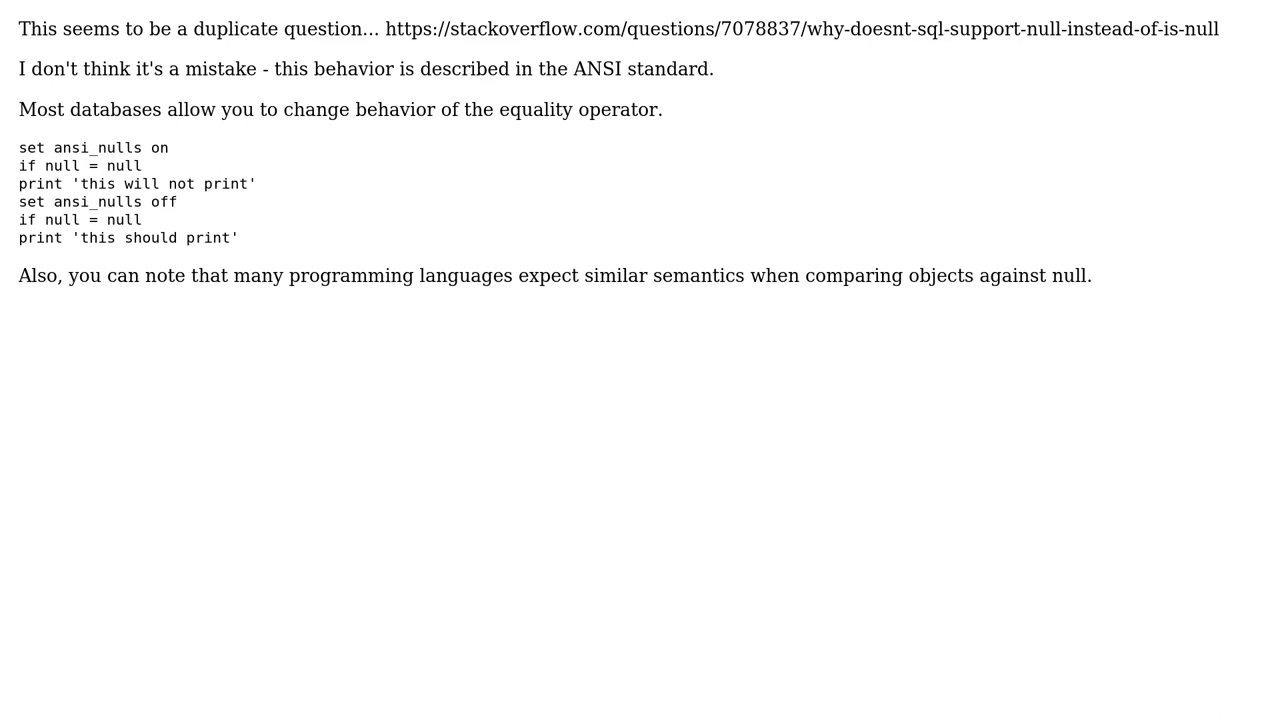 This seems to be a duplicate question... https://stackoverflow.com/questions/7078837/why-doesnt-sql-support-null-instead-of-is-null
I don't think it's a mistake - this behavior is described in the ANSI standard.
Most databases allow you to change behavior of the equality operator.
set ansi_nulls on
if null = null
print 'this will not print'
set ansi_nulls off
if null = null
print 'this should print'
Also, you can note that many programming languages expect similar semantics when comparing objects against null.